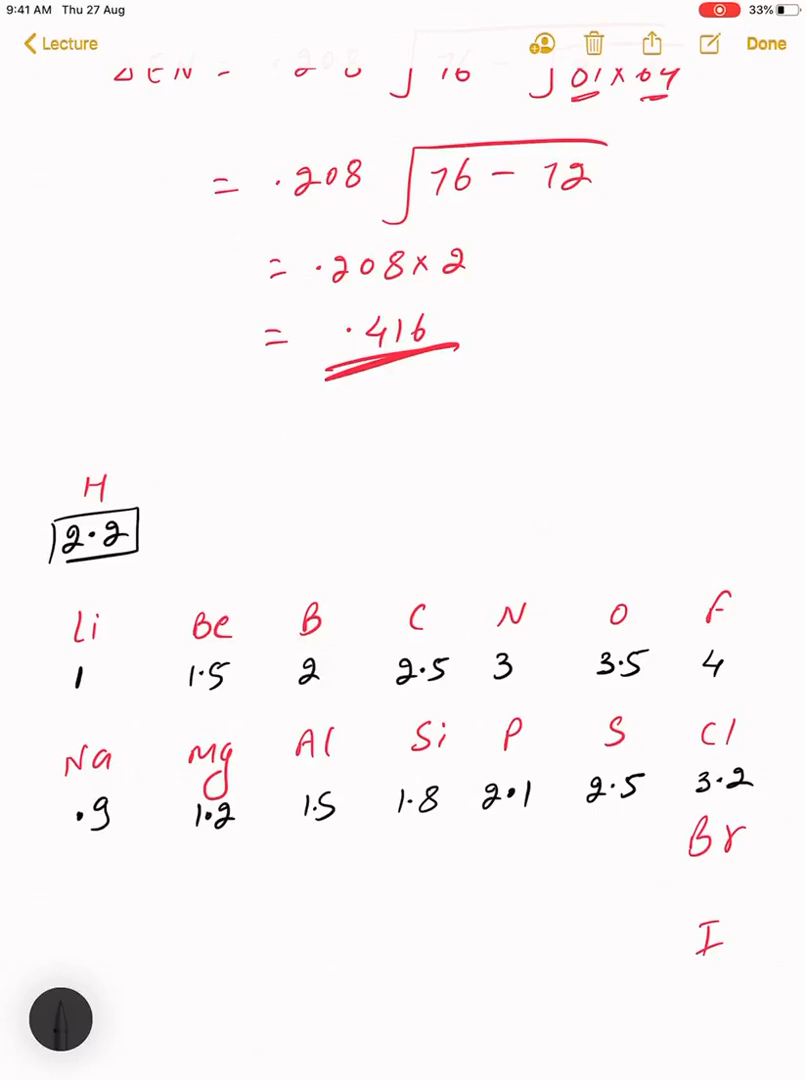 9:41 AM Thu 27 Aug 33%
Lecture Done
= .208 √76 - 72
= .208 × 2
= .416
H
2.2
Li Be B C N O F
1 1.5 2 2.5 3 3.5 4
Na Mg Al Si P S Cl
.9 1.2 1.5 1.8 2.1 2.5 3.2
Br
I